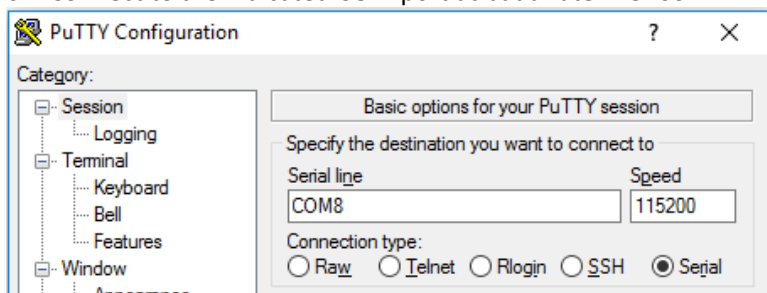 PuTTY Configuration ? ×
Category:
Session
Logging
Terminal
Keyboard
Bell
Features
Window
Basic options for your PuTTY session
Specify the destination you want to connect to
Serial line Speed
COM8 115200
Connection type:
Raw Telnet Rlogin SSH Serial